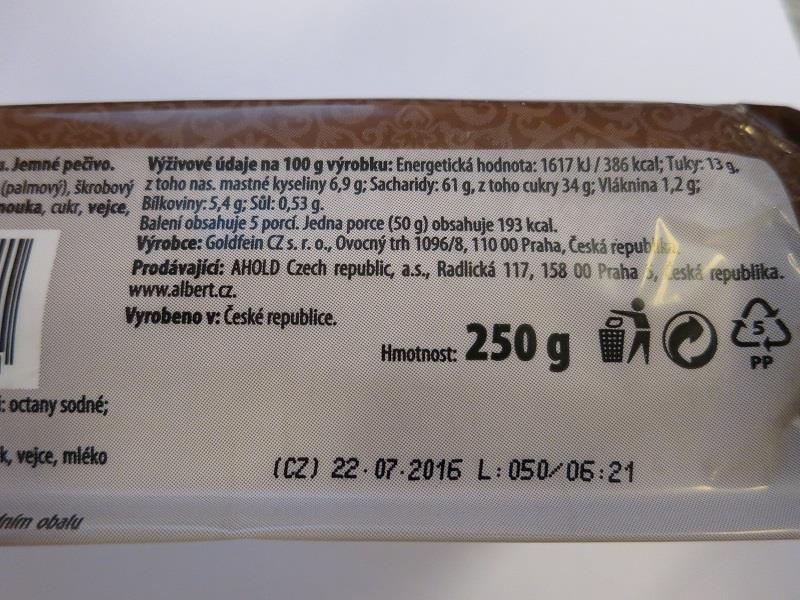 a. Jemné pečivo.
(palmový), škrobový
mouka, cukr, vejce,
Výživové údaje na 100 g výrobku: Energetická hodnota: 1617 kJ / 386 kcal; Tuky: 13 g,
z toho nas. mastné kyseliny 6,9 g; Sacharidy: 61 g, z toho cukry 34 g; Vláknina 1,2 g;
Bílkoviny: 5,4 g; Sůl: 0,53 g.
Balení obsahuje 5 porcí. Jedna porce (50 g) obsahuje 193 kcal.
Výrobce: Goldfein CZ s. r. o., Ovocný trh 1096/8, 110 00 Praha, Česká republika.
Prodávající: AHOLD Czech republic, a.s., Radlická 117, 158 00 Praha 5, Česká republika.
www.albert.cz.
Vyrobeno v: České republice.
Hmotnost: 250 g
5
PP
: octany sodné;
k, vejce, mléko
(CZ) 22.07.2016 L:050/06:21
obalu